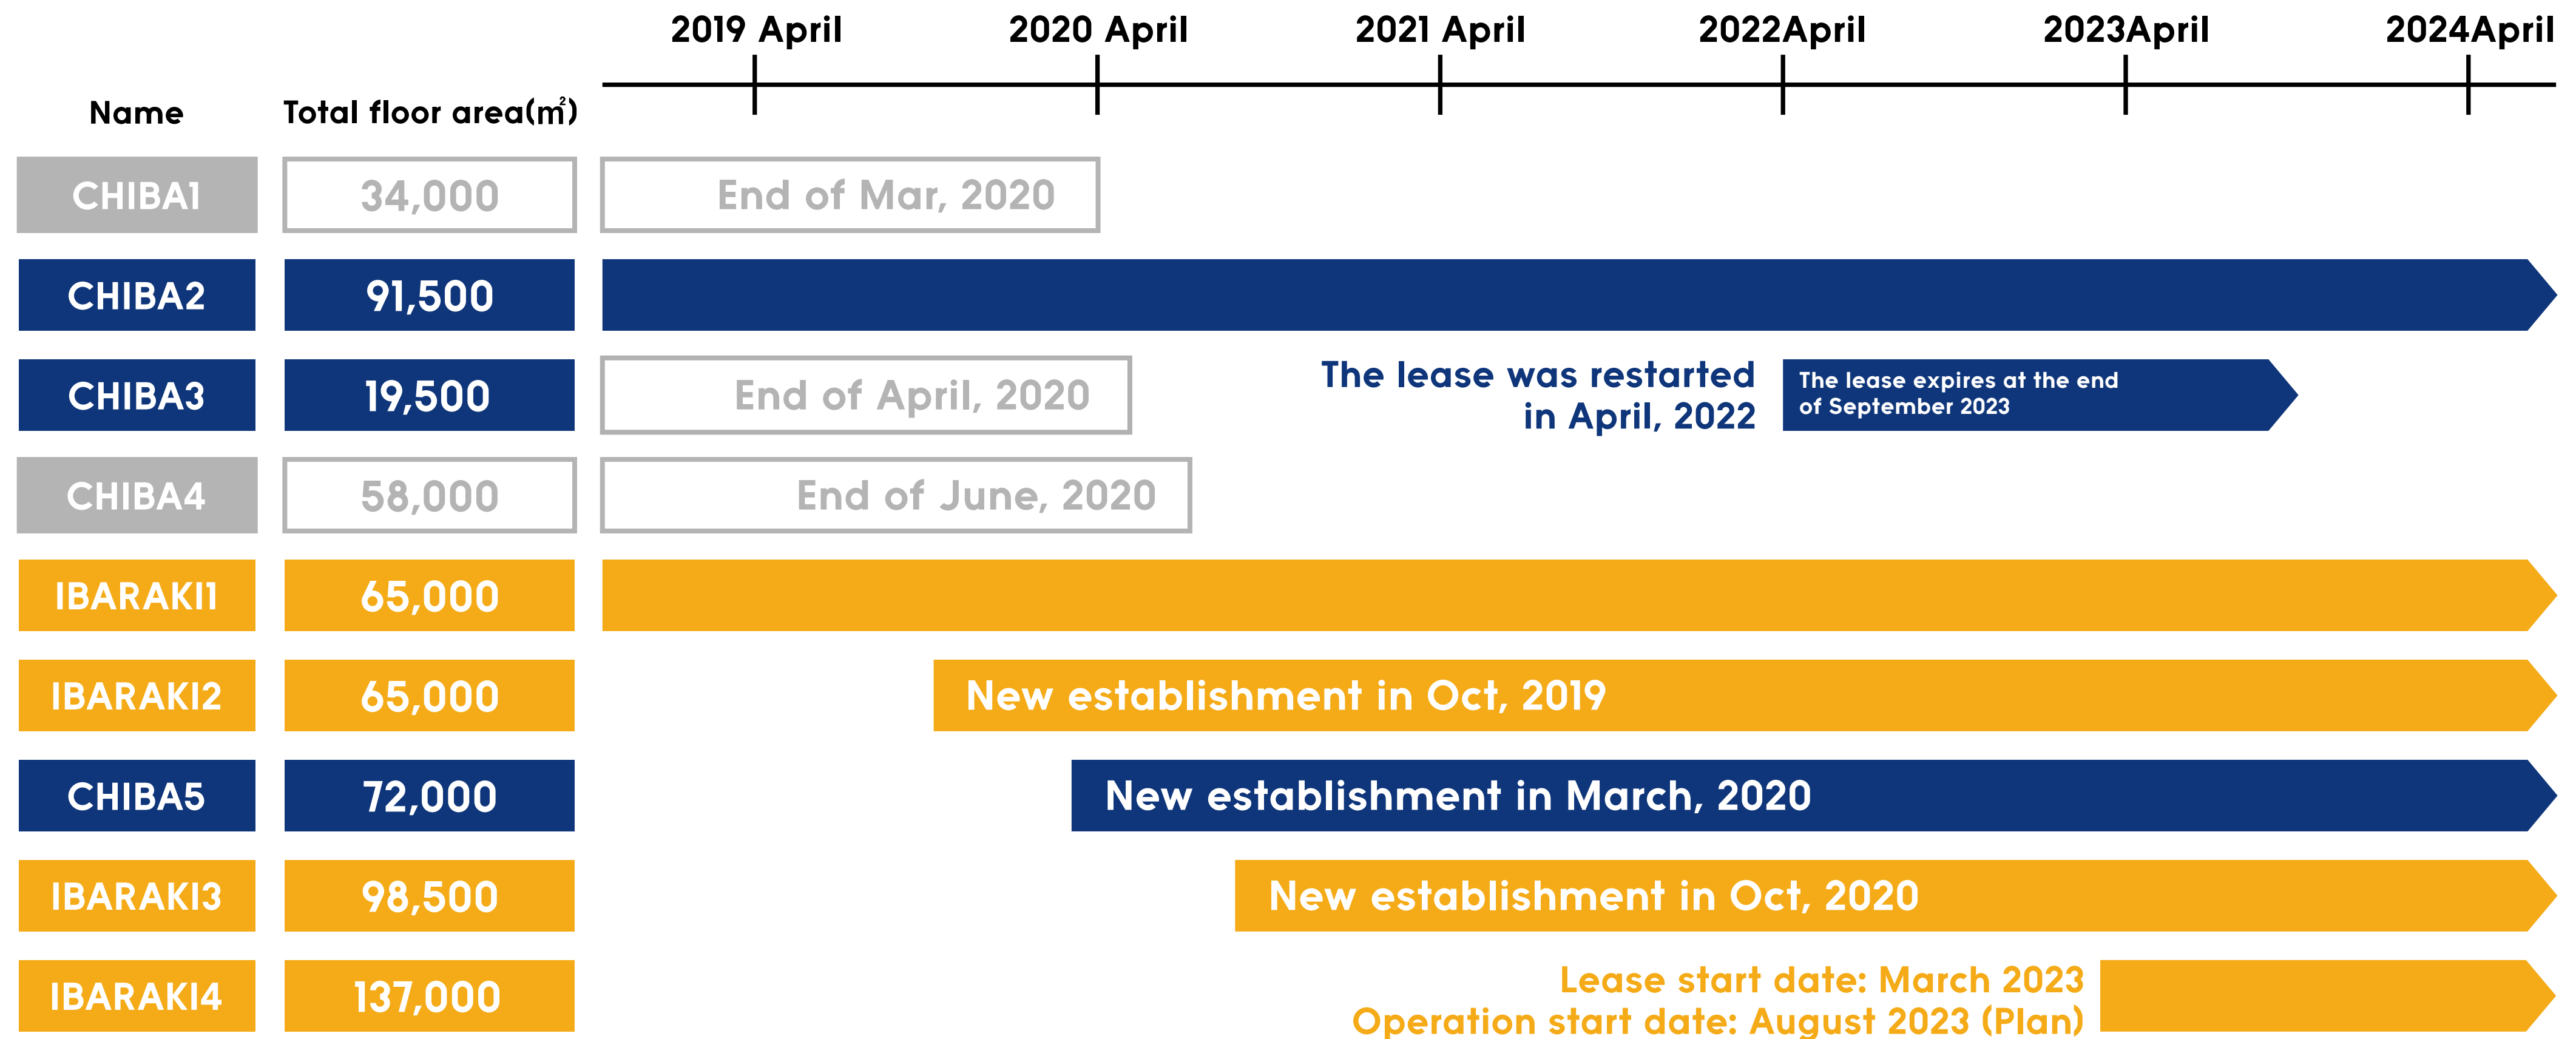 2019 April 2020 April 2021 April 2022April 2023April 2024April
Name Total floor area(m²)
CHIBA1 34,000 End of Mar, 2020
CHIBA2 91,500
CHIBA3 19,500 End of April, 2020
The lease was restarted
in April, 2022
The lease expires at the end
of September 2023
CHIBA4 58,000 End of June, 2020
IBARAKI1 65,000
IBARAKI2 65,000 New establishment in Oct, 2019
CHIBA5 72,000 New establishment in March, 2020
IBARAKI3 98,500 New establishment in Oct, 2020
IBARAKI4 137,000
Lease start date: March 2023
Operation start date: August 2023 (Plan)